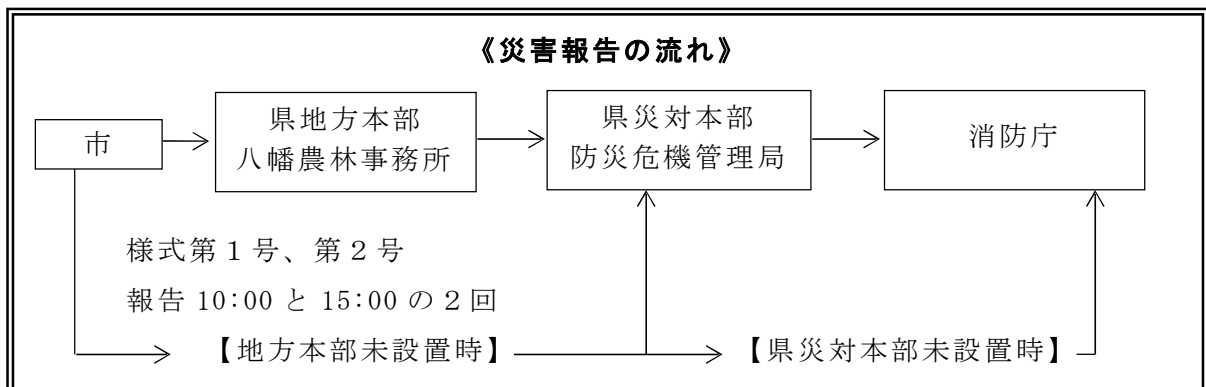 《災害報告の流れ》
市
県地方本部
八幡農林事務所
県災対本部
防災危機管理局
消防庁
様式第１号、第２号
報告 10:00 と 15:00 の２回
【地方本部未設置時】
【県災対本部未設置時】